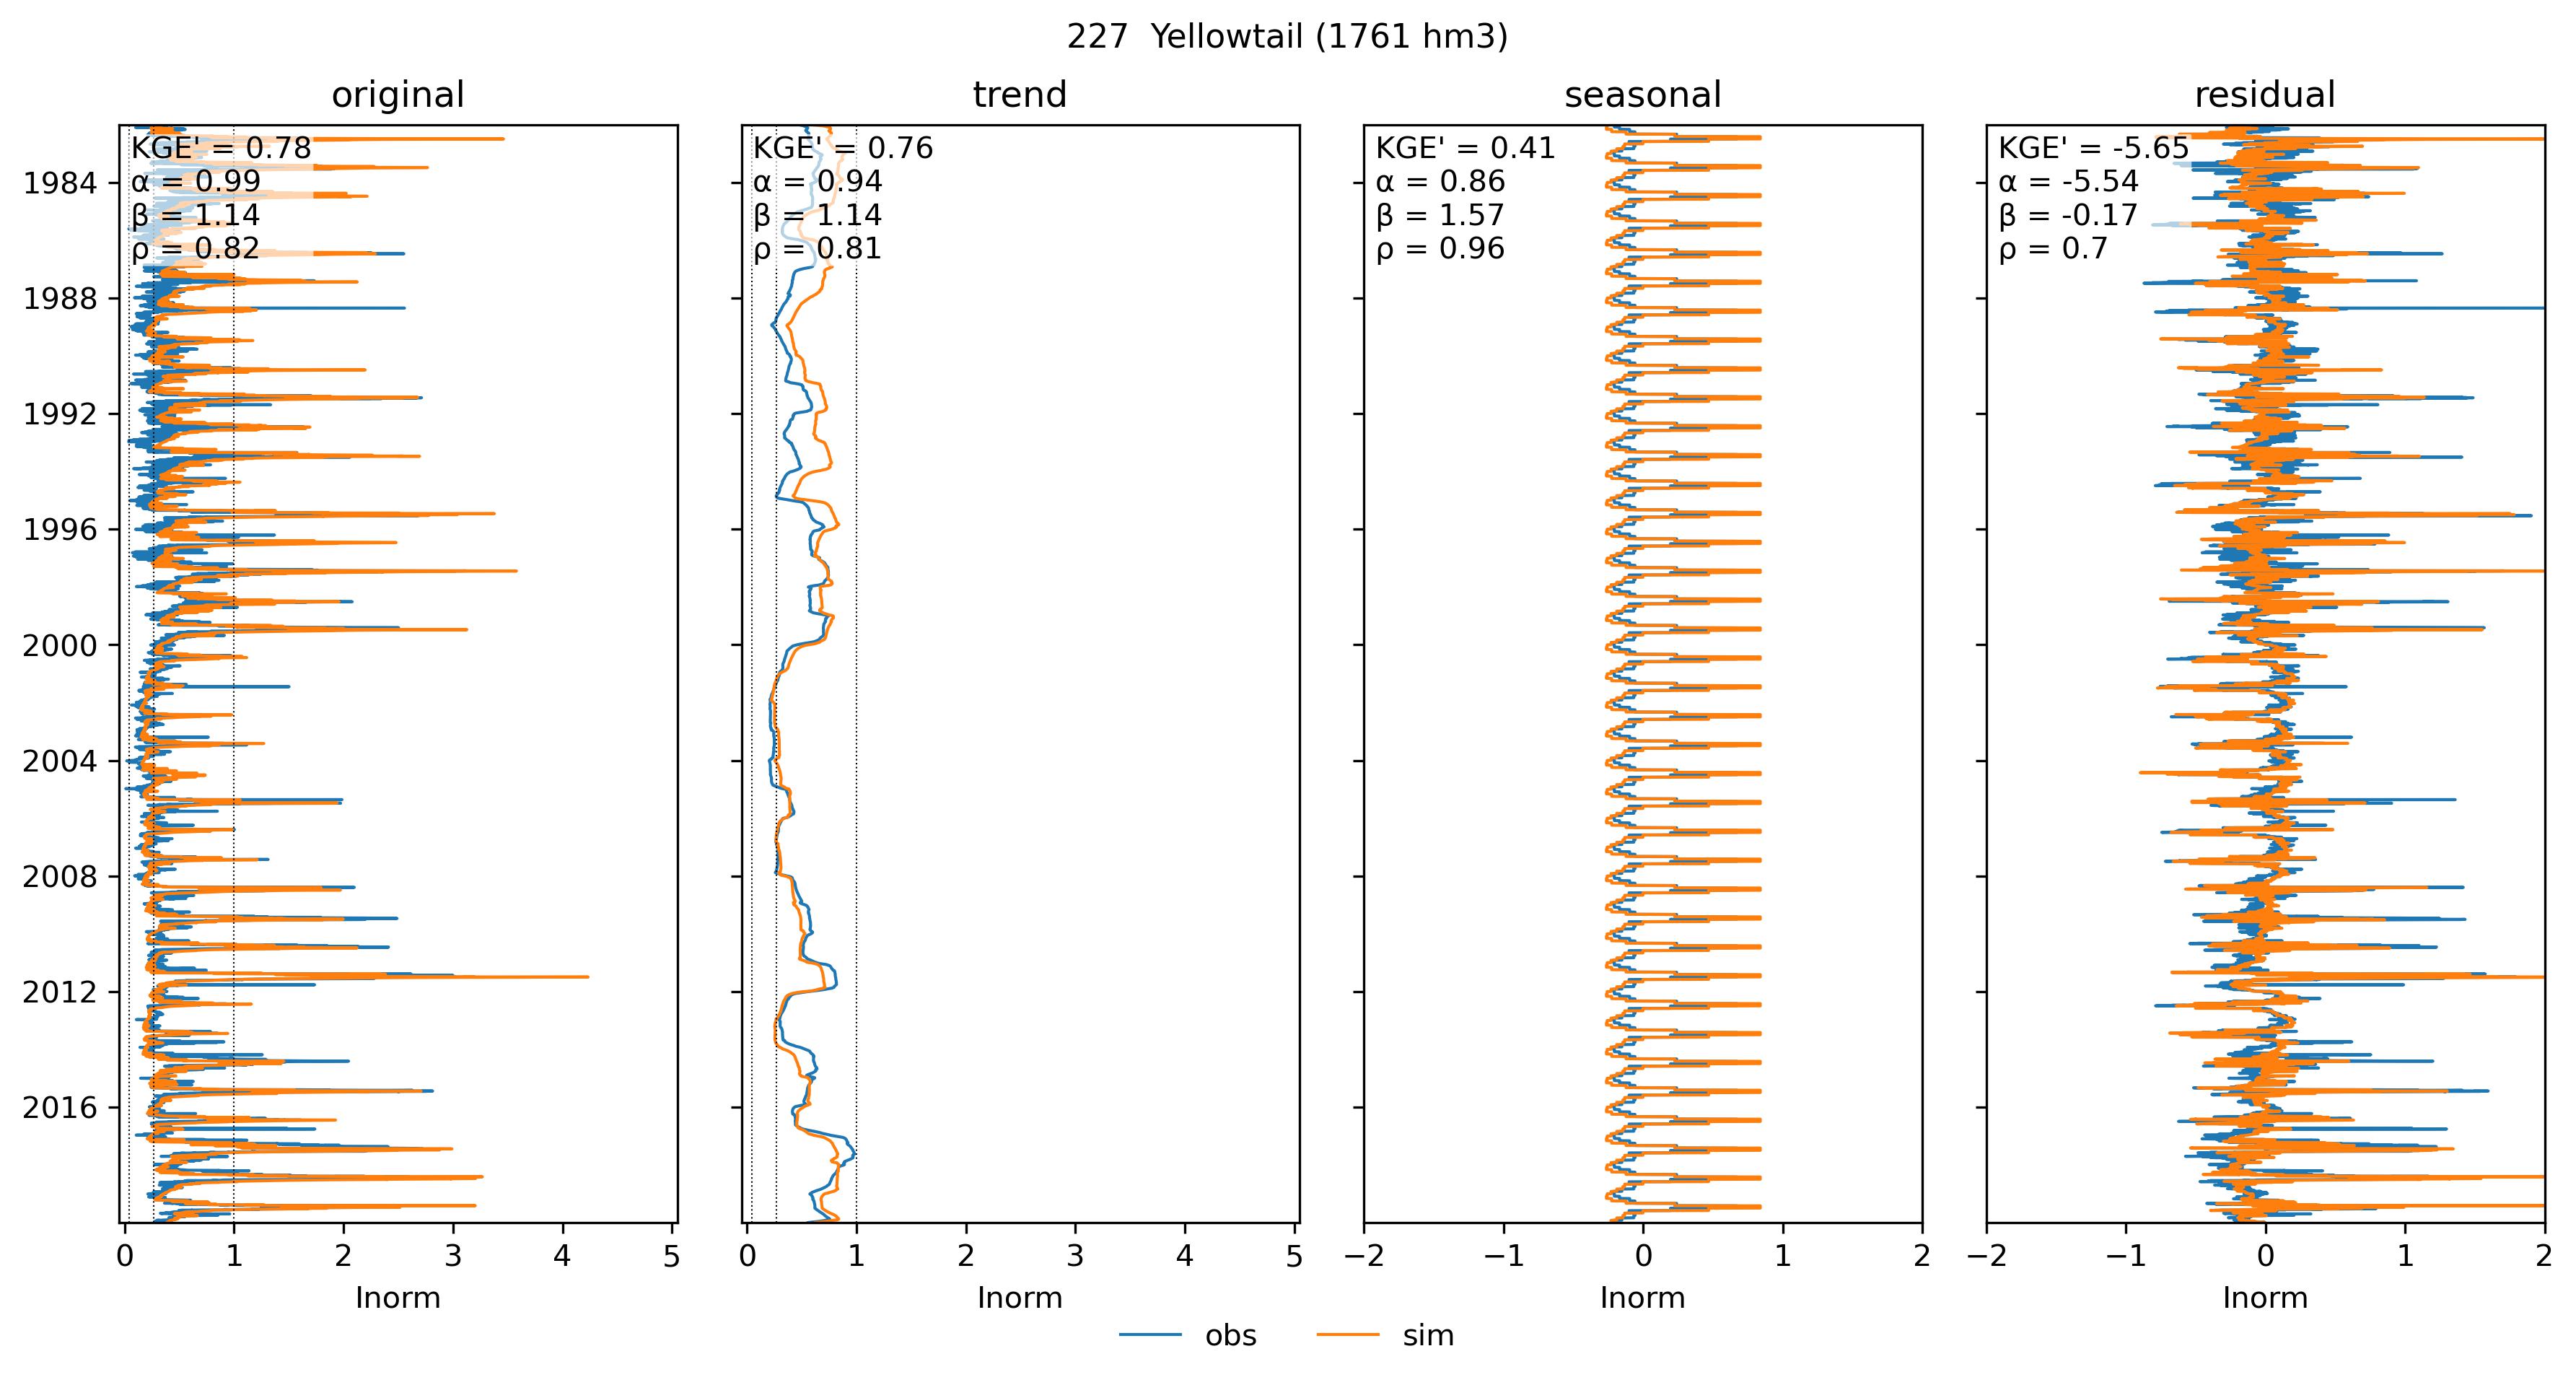 227  Yellowtail (1761 hm3)
original
trend
seasonal
residual
KGE' = 0.78
α = 0.99
β = 1.14
ρ = 0.82
KGE' = 0.76
α = 0.94
β = 1.14
ρ = 0.81
KGE' = 0.41
α = 0.86
β = 1.57
ρ = 0.96
KGE' = -5.65
α = -5.54
β = -0.17
ρ = 0.7
1984
1988
1992
1996
2000
2004
2008
2012
2016
0 1 2 3 4 5
0 1 2 3 4 5
−2 −1 0 1 2
−2 −1 0 1 2
Inorm
Inorm
Inorm
Inorm
obs
sim